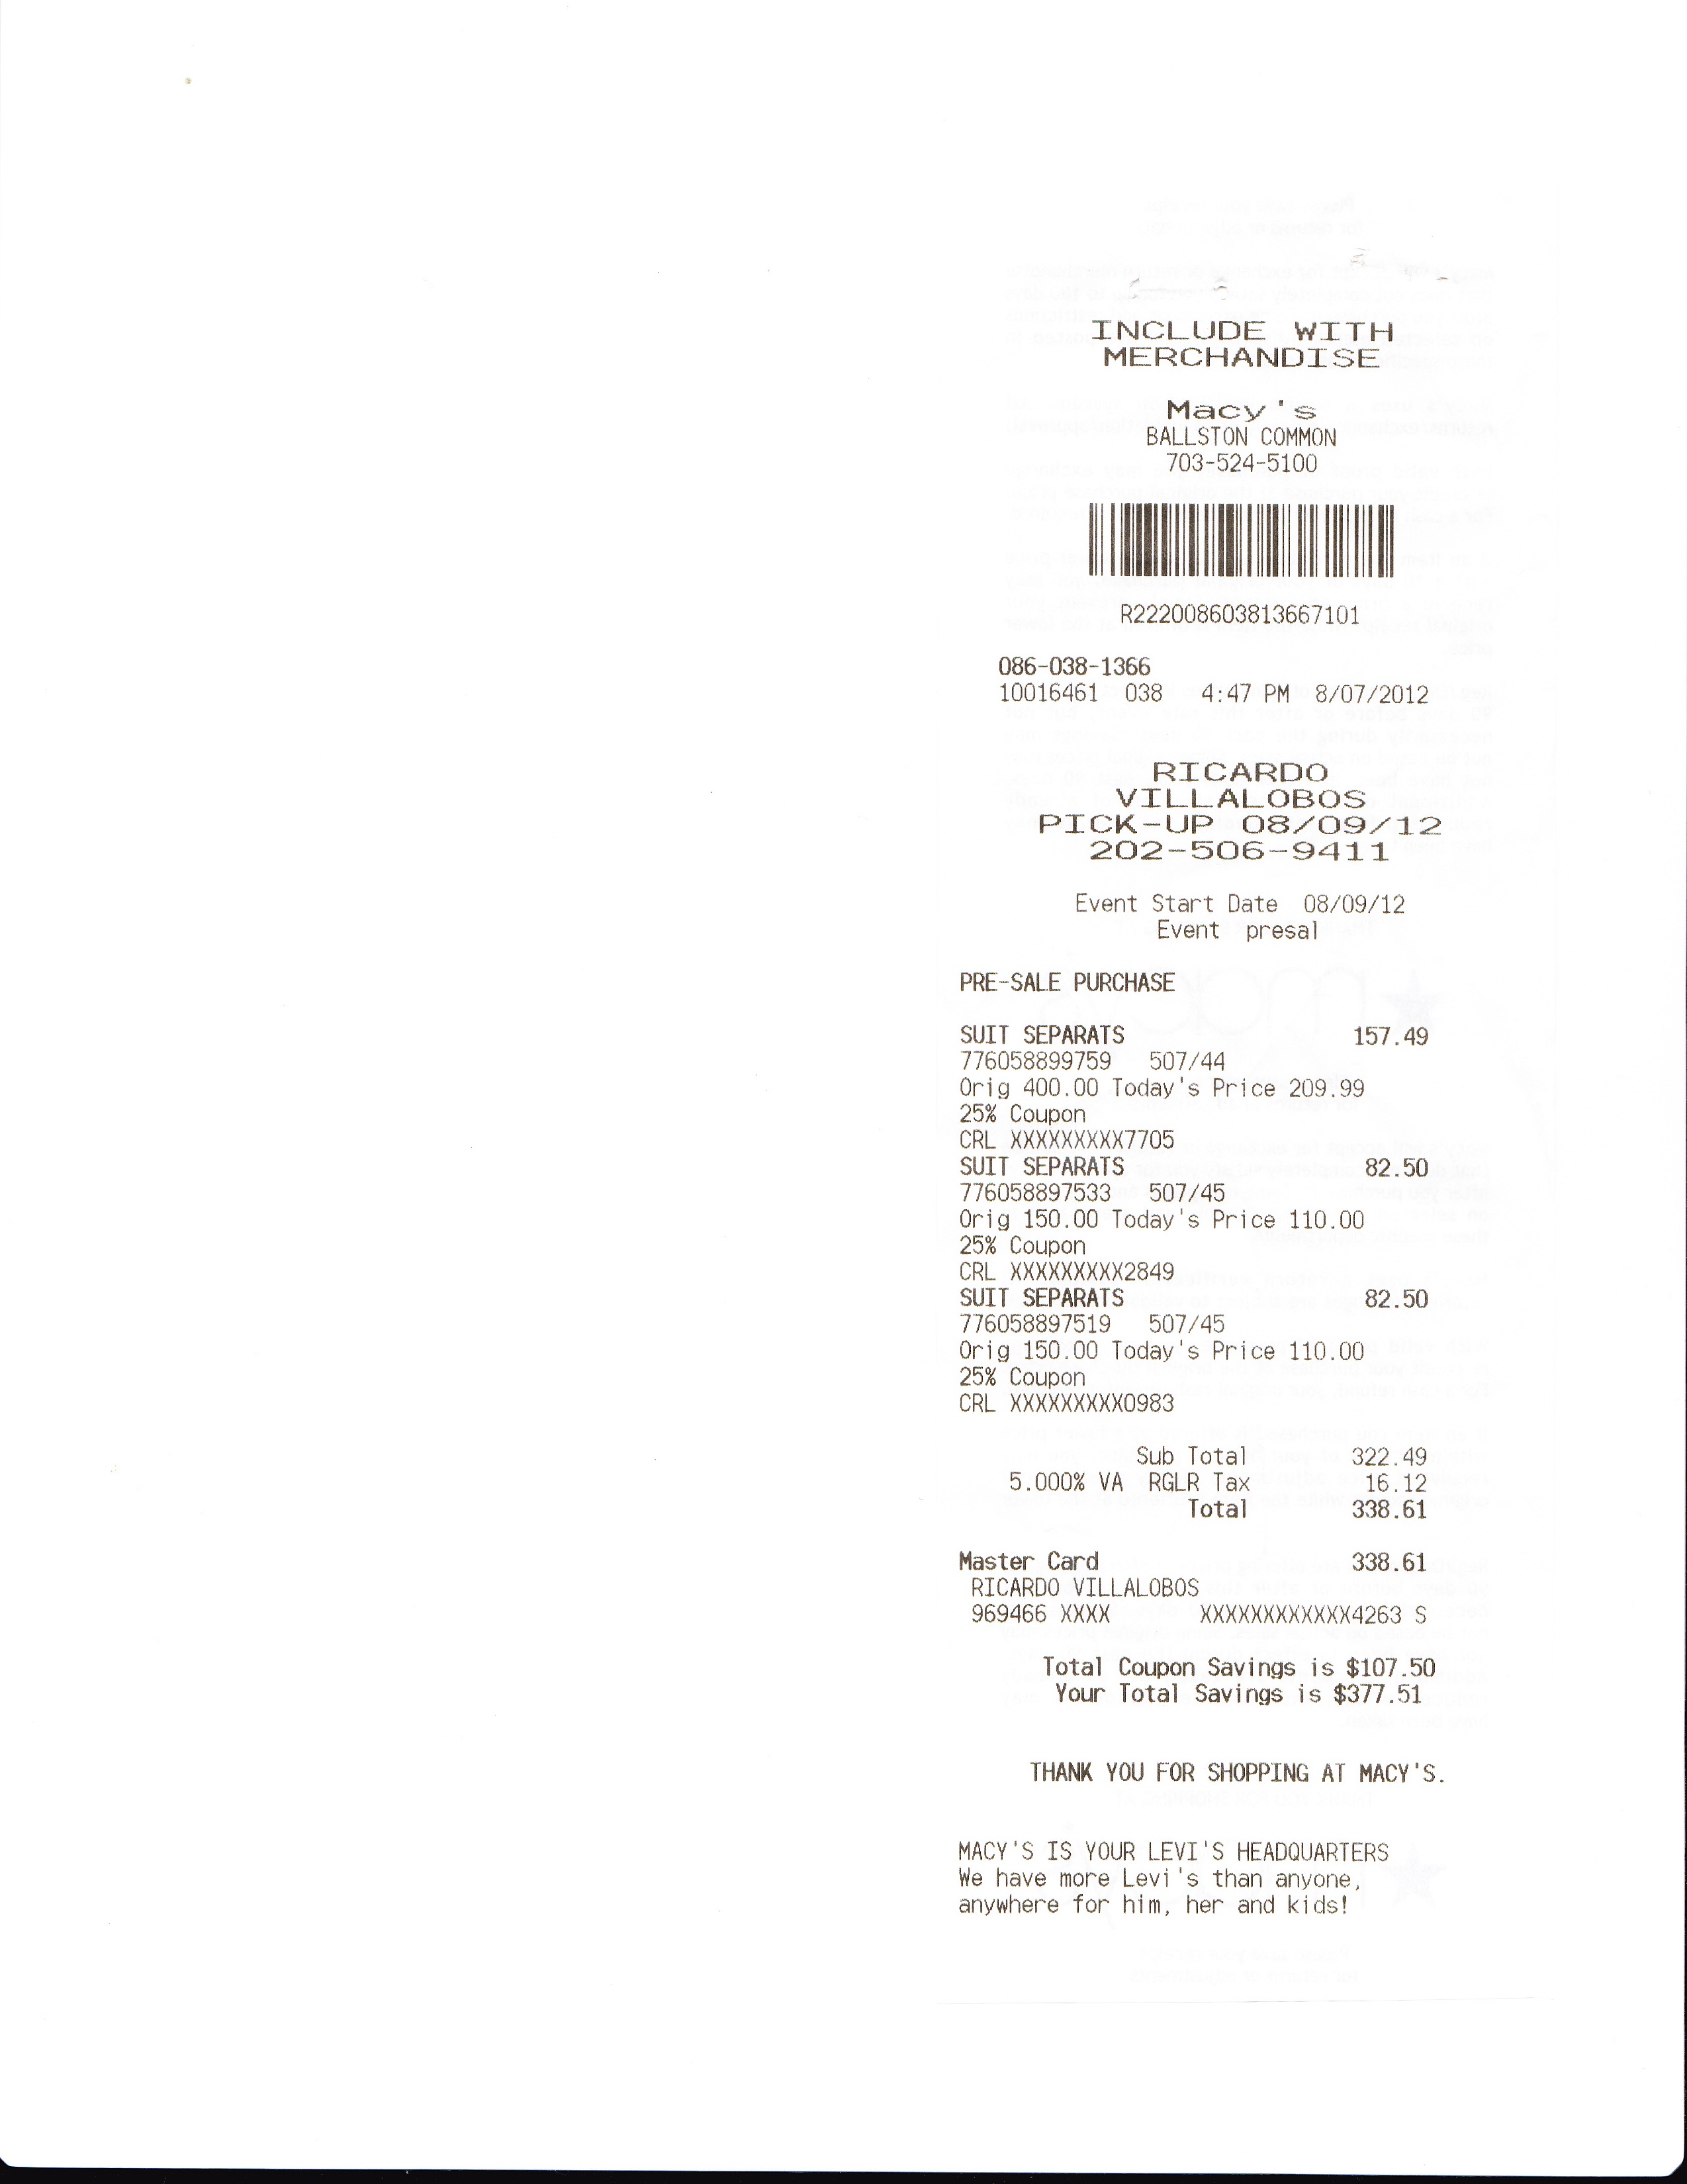 INCLUDE WITH
MERCHANDISE
Macy's
BALLSTON COMMON
703-524-5100
R222008603813667101
086-038-1366
10016461 038 4:47 PM 8/07/2012
RICARDO
VILLALOBOS
PICK-UP 08/09/12
202-506-9411
Event Start Date 08/09/12
Event presal
PRE-SALE PURCHASE
SUIT SEPARATS 157.49
776058899759 507/44
Orig 400.00 Today's Price 209.99
25% Coupon
CRL XXXXXXXXX7705
SUIT SEPARATS 82.50
776058897533 507/45
Orig 150.00 Today's Price 110.00
25% Coupon
CRL XXXXXXXXX2849
SUIT SEPARATS 82.50
776058897519 507/45
Orig 150.00 Today's Price 110.00
25% Coupon
CRL XXXXXXXXX0983
Sub Total 322.49
5.000% VA RGLR Tax 16.12
Total 338.61
Master Card 338.61
RICARDO VILLALOBOS
969466 XXXX XXXXXXXXXXXX4263 S
Total Coupon Savings is $107.50
Your Total Savings is $377.51
THANK YOU FOR SHOPPING AT MACY'S.
MACY'S IS YOUR LEVI'S HEADQUARTERS
We have more Levi's than anyone,
anywhere for him, her and kids!